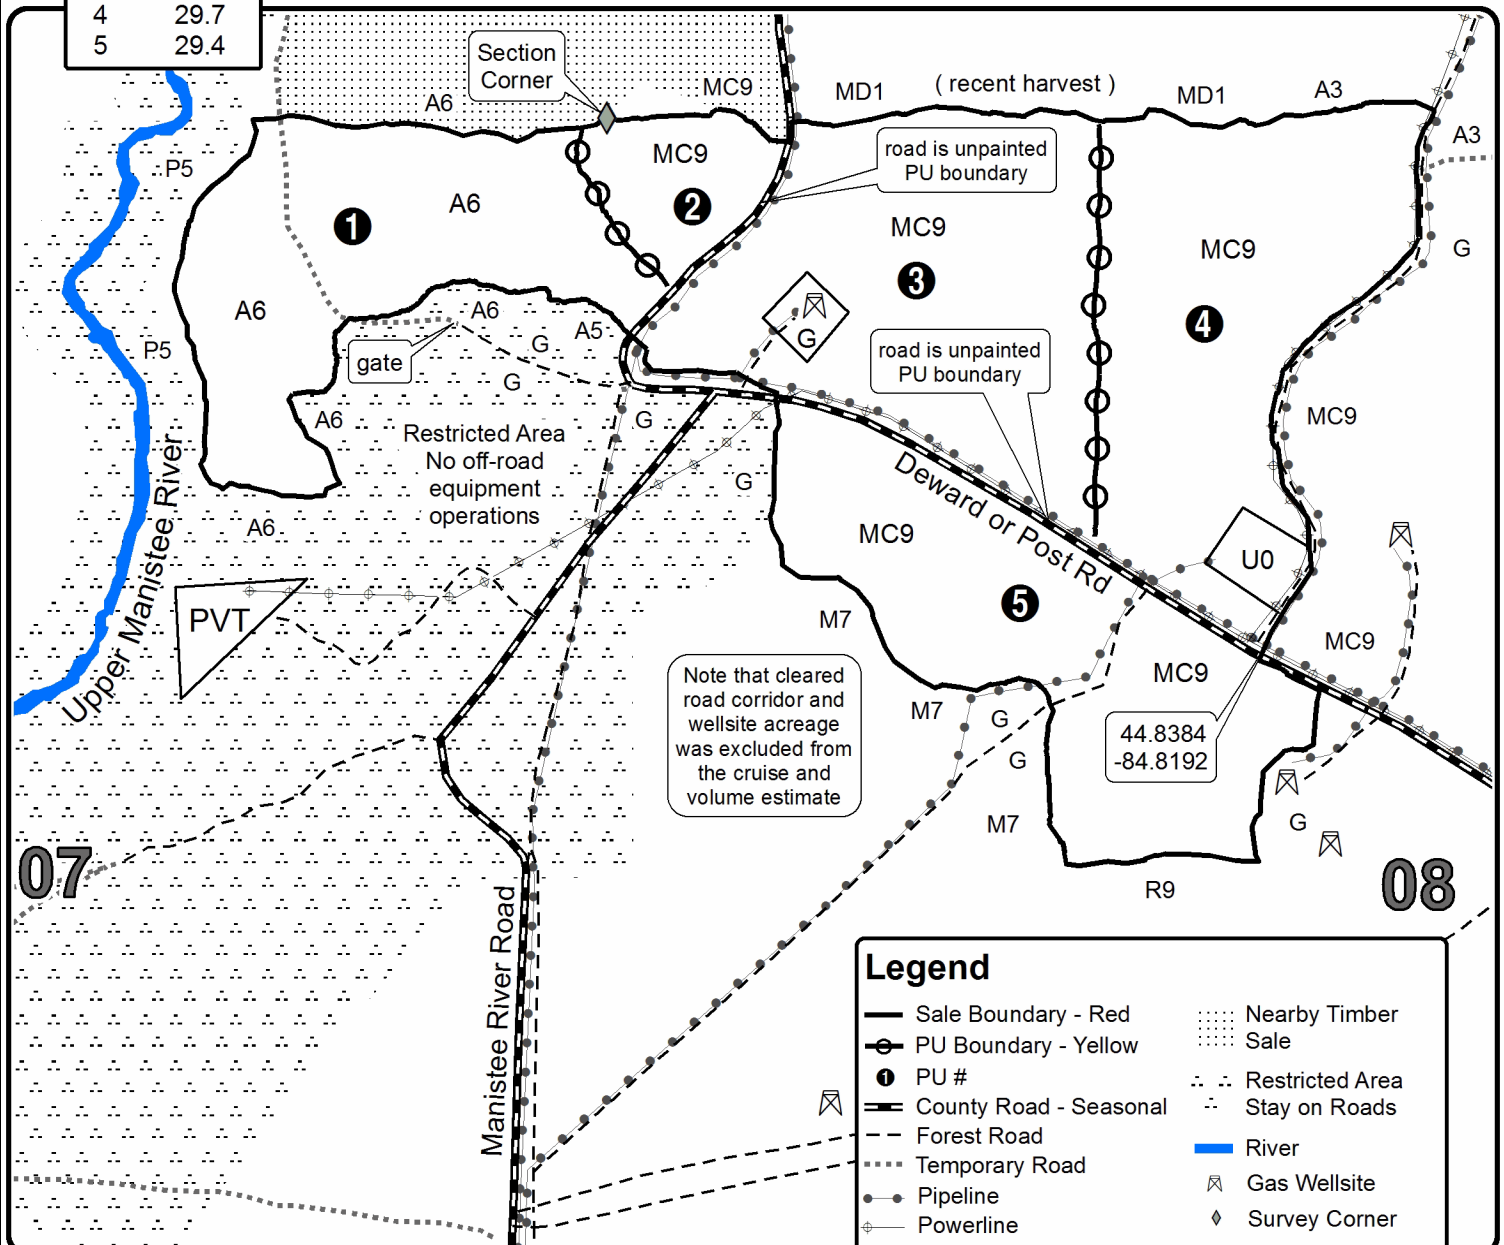 4 29.7
5 29.4
Section
Corner
A6
MC9
MD1
( recent harvest )
MD1
A3
A3
P5
MC9
road is unpainted
PU boundary
A6
1
2
MC9
MC9
G
3
A6
A6
G
4
A5
G
G
P5
gate
G
road is unpainted
PU boundary
A6
G
MC9
Restricted Area
No off-road
equipment
operations
G
Deward or Post Rd
A6
MC9
U0
Upper Manistee River
PVT
5
M7
MC9
MC9
Note that cleared
road corridor and
wellsite acreage
was excluded from
the cruise and
volume estimate
M7
G
G
44.8384
-84.8192
M7
G
07
08
R9
Manistee River Road
Legend
Sale Boundary - Red
PU Boundary - Yellow
1 PU #
County Road - Seasonal
Forest Road
Temporary Road
Pipeline
Powerline
Nearby Timber
Sale
Restricted Area
Stay on Roads
River
Gas Wellsite
Survey Corner